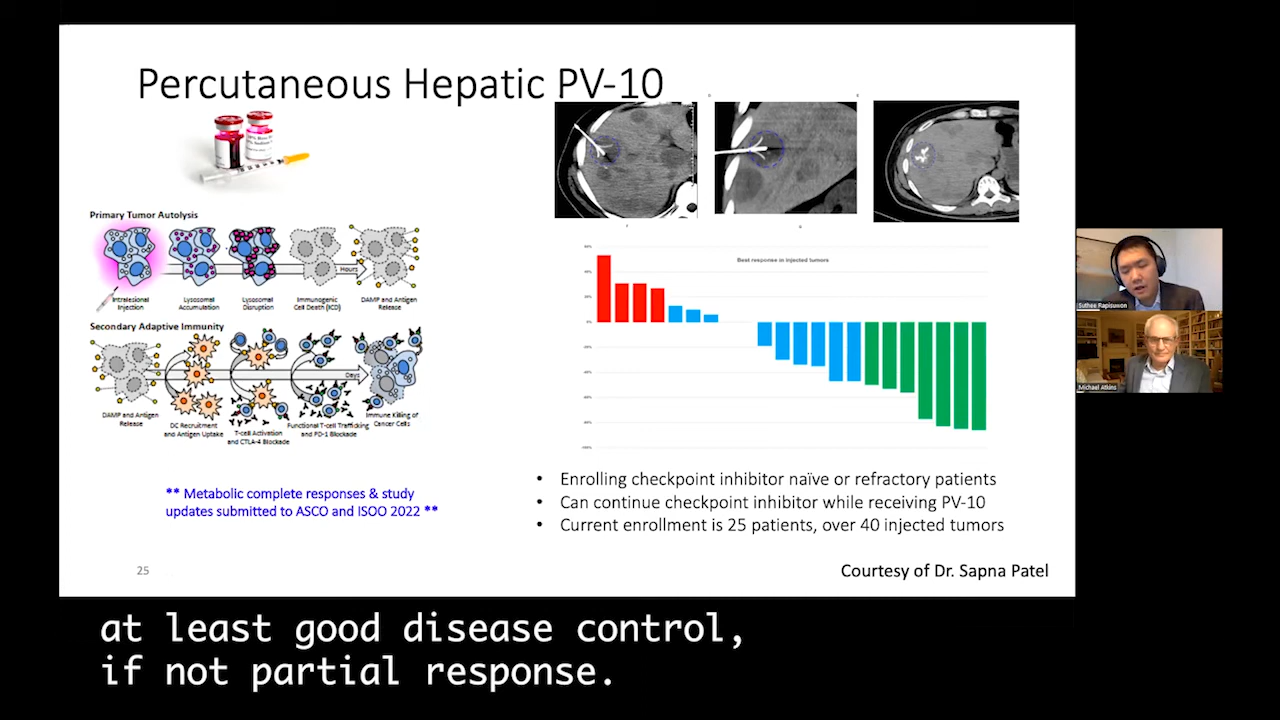 Percutaneous Hepatic PV-10
Primary Tumor Autolysis
Hours
Intralesional
Injection
Lysosomal
Accumulation
Lysosomal
Disruption
Immunogenic
Cell Death (ICD)
DAMP and Antigen
Release
Secondary Adaptive Immunity
Days
DAMP and Antigen
Release
DC Recruitment
and Antigen Uptake
T-cell Activation
and CTLA-4 Blockade
Functional T-cell Trafficking
and PD-1 Blockade
Immune Killing of
Cancer Cells
** Metabolic complete responses & study
updates submitted to ASCO and ISOO 2022 **
Best response in injected tumors
• Enrolling checkpoint inhibitor naïve or refractory patients
• Can continue checkpoint inhibitor while receiving PV-10
• Current enrollment is 25 patients, over 40 injected tumors
25
Courtesy of Dr. Sapna Patel
Suthee Rapisuwon
Michael Atkins
at least good disease control,
if not partial response.